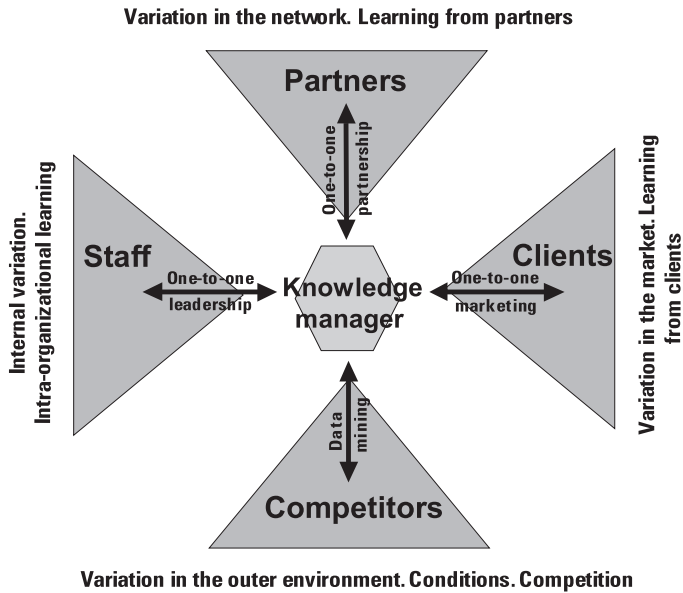 Variation in the network. Learning from partners
Partners
One-to-one
partnership
Internal variation.
Intra-organizational learning
Staff
One-to-one
leadership
Knowledge
manager
Clients
One-to-one
marketing
Variation in the market. Learning
from clients
Data
mining
Competitors
Variation in the outer environment. Conditions. Competition